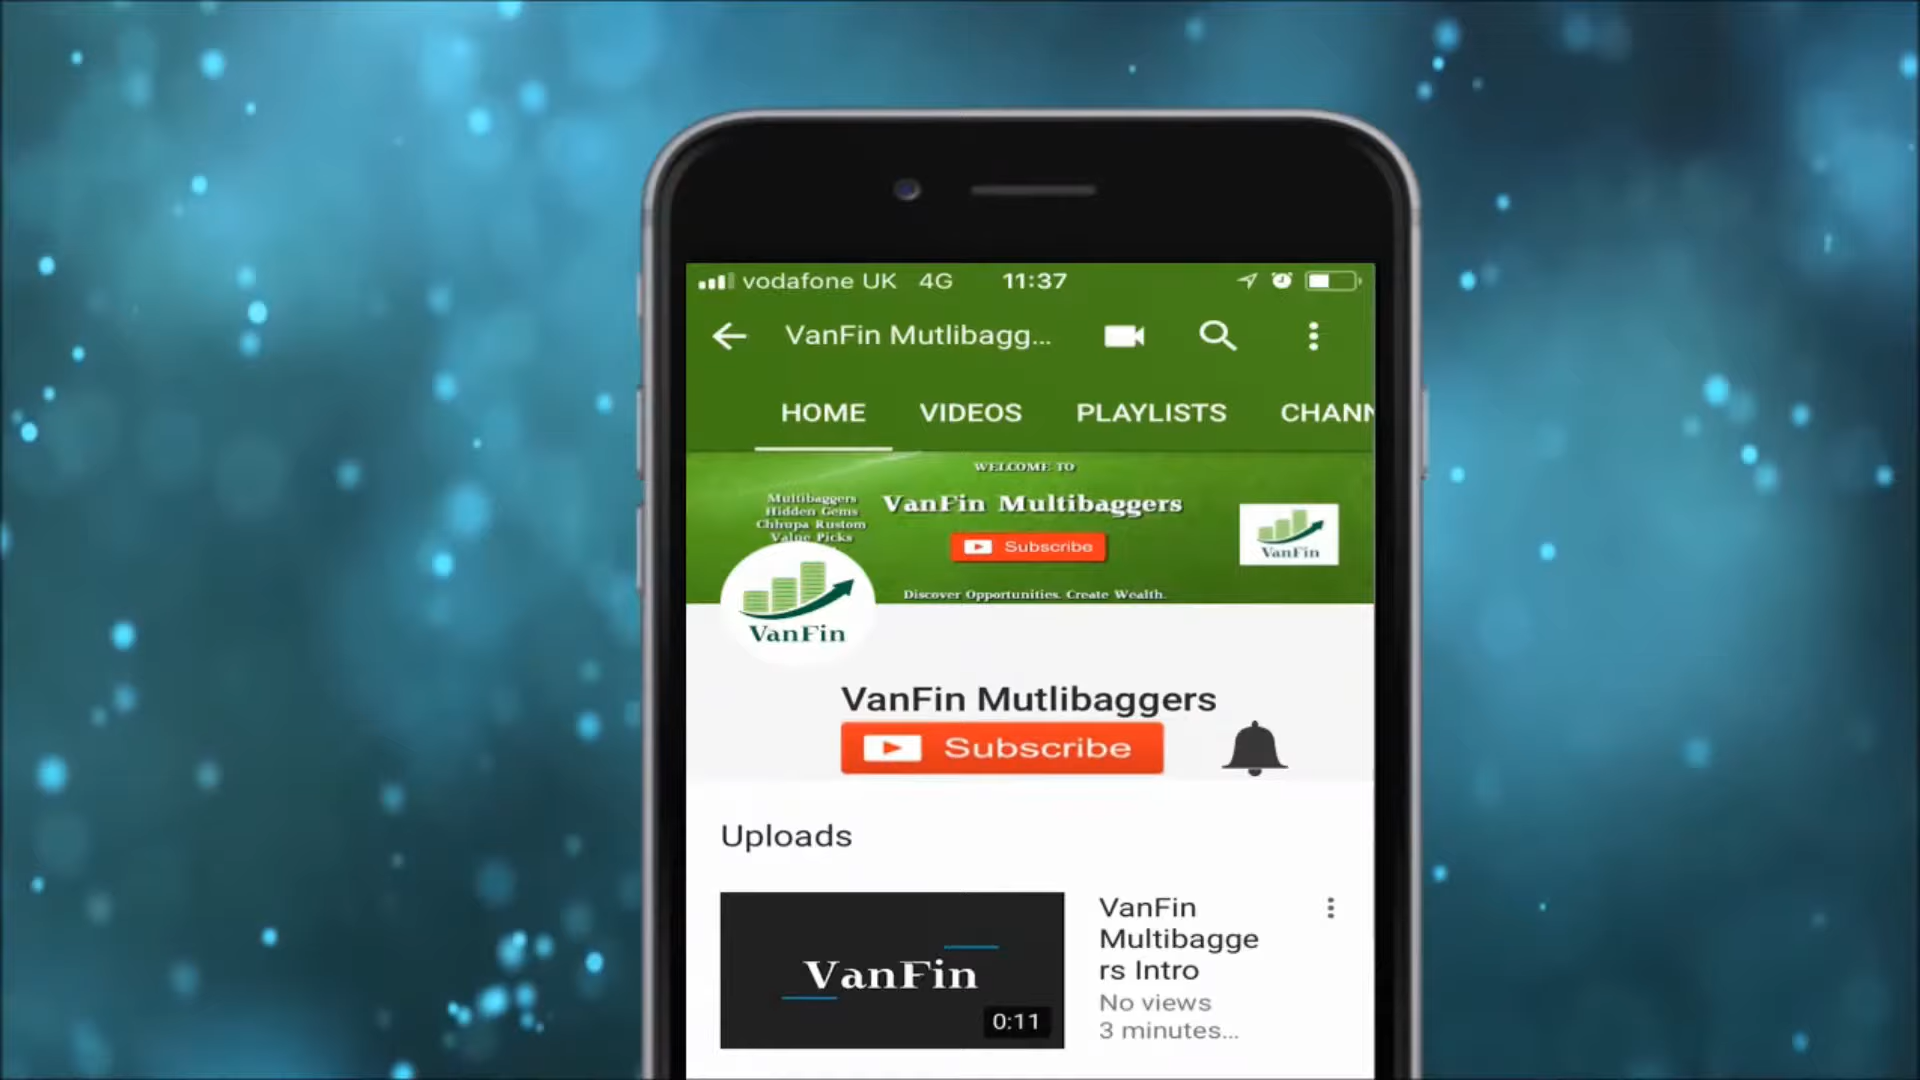 vodafone UK 4G 11:37
VanFin Mutlibagg...
HOME VIDEOS PLAYLISTS CHANN
WELCOME TO
VanFin Multibaggers
Subscribe
Multibaggers
Hidden Gems
Chhupa Rustom
Value Picks
VanFin
Discover Opportunities. Create Wealth.
VanFin
VanFin Mutlibaggers
Subscribe
Uploads
VanFin
0:11
VanFin
Multibagge
rs Intro
No views
3 minutes...